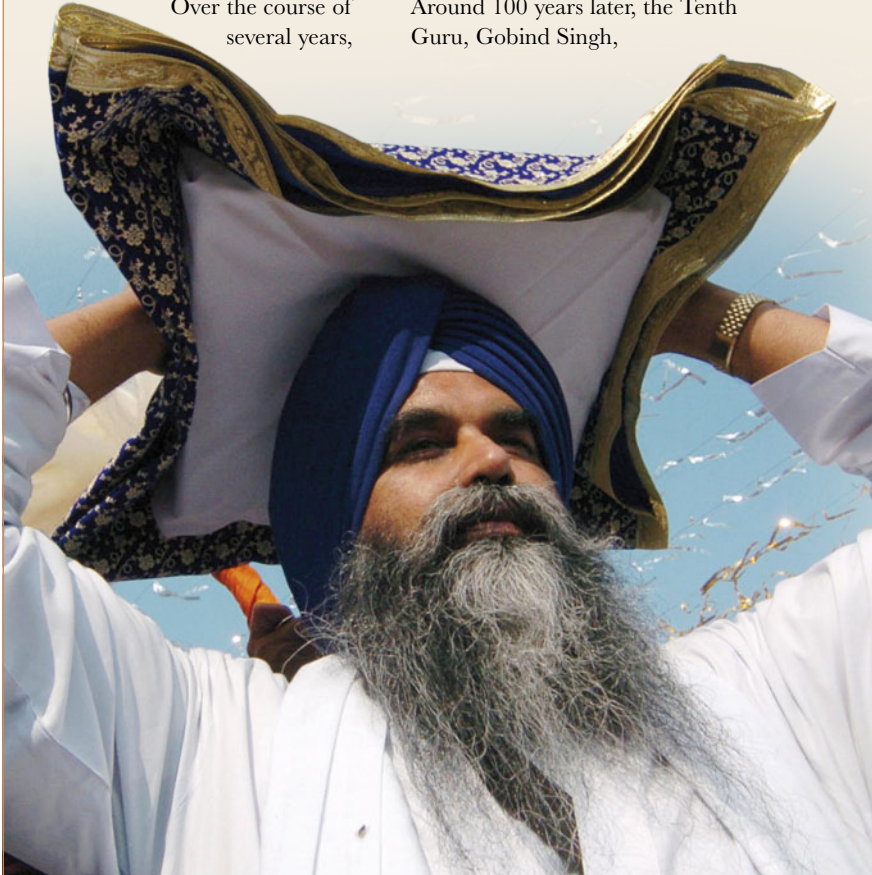 Over the course of
several years,
Around 100 years later, the Tenth
Guru, Gobind Singh,